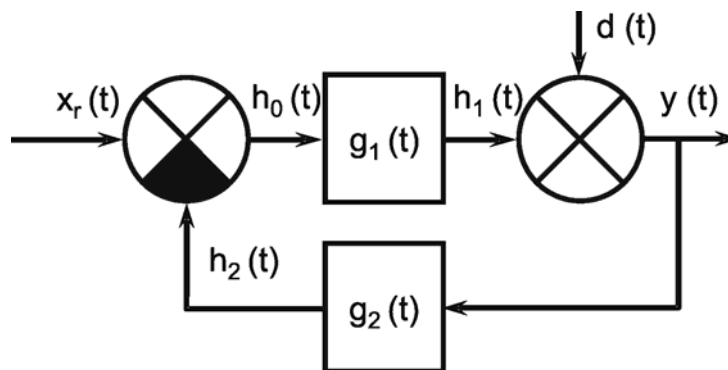 d (t)
x_r (t)
h_0 (t)
g_1 (t)
h_1 (t)
y (t)
h_2 (t)
g_2 (t)